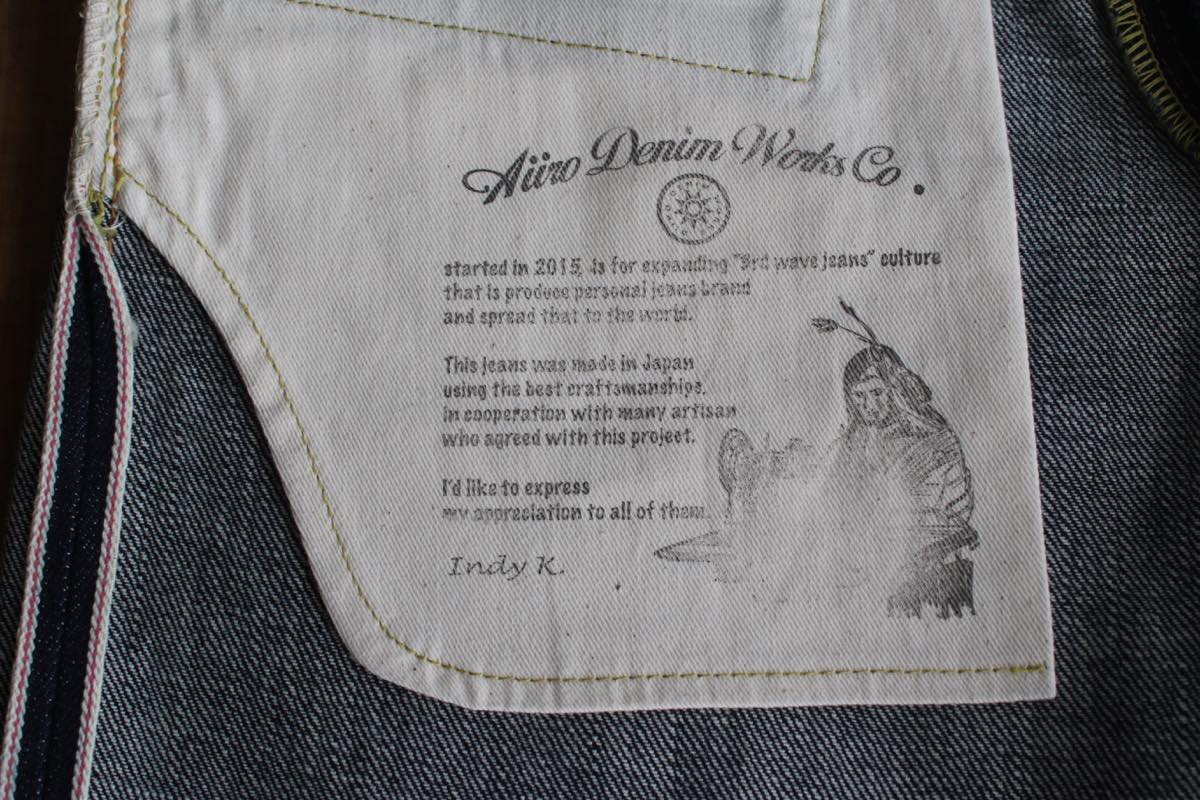 Aiiro Denim Works Co.
started in 2015, is for expanding "3rd wave jeans" culture
that is produce personal jeans brand
and spread that to the world.
This jeans was made in Japan
using the best craftsmanships.
in cooperation with many artisan
who agreed with this project.
I'd like to express
my appreciation to all of them.
Indy K.